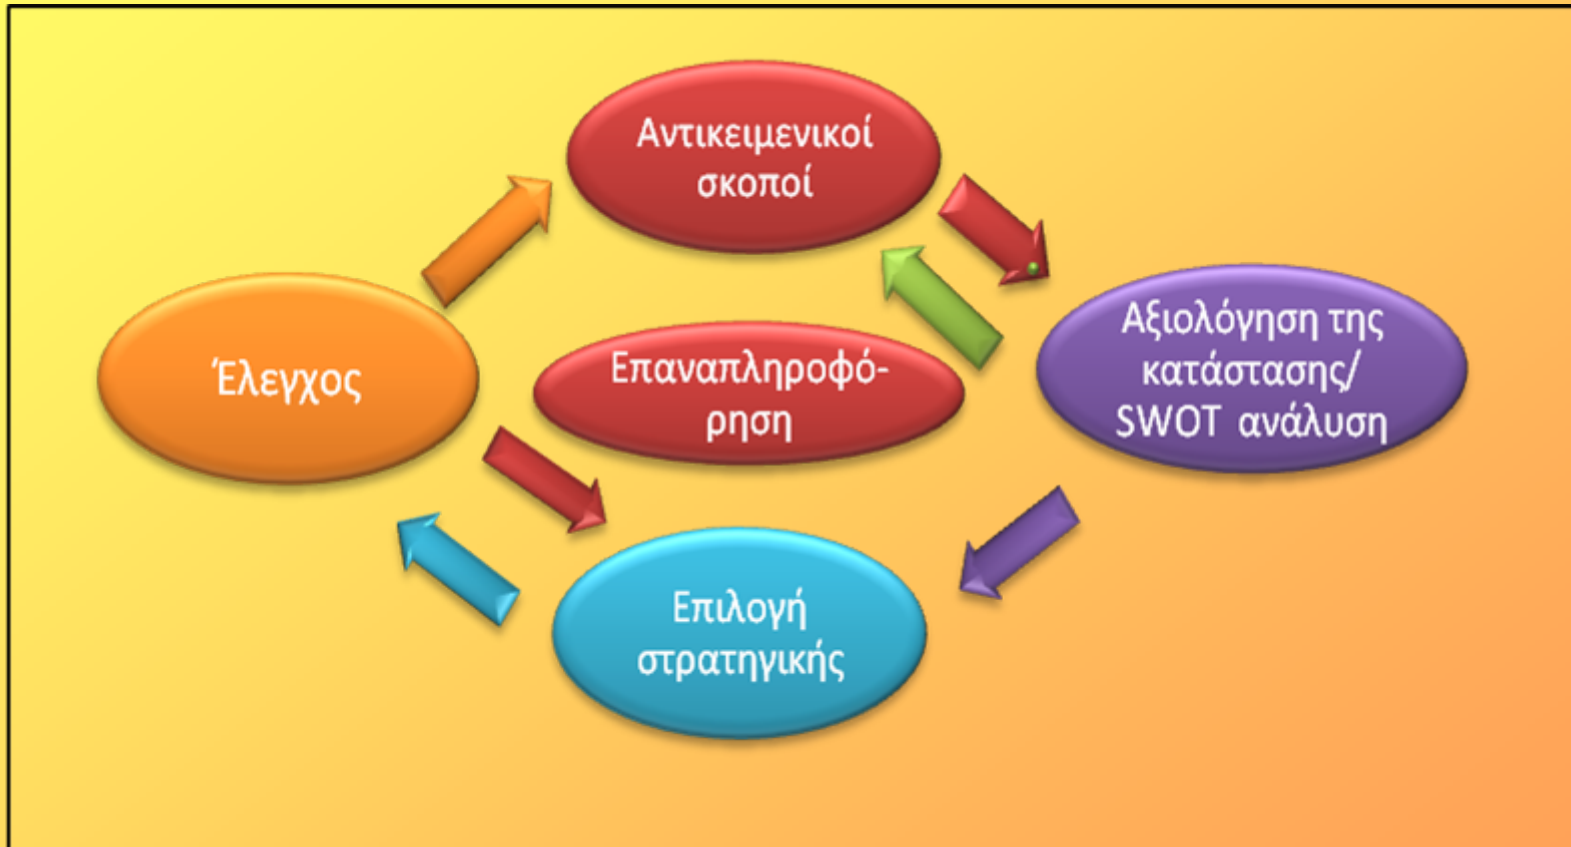 Αντικειμενικοί
σκοποί
Έλεγχος
Επαναπληροφό-
ρηση
Αξιολόγηση της
κατάστασης/
SWOT ανάλυση
Επιλογή
στρατηγικής